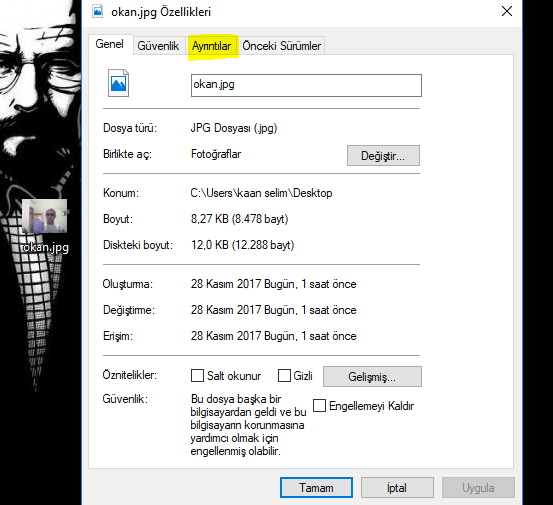 okan.jpg Özellikleri
Genel Güvenlik Ayrıntılar Önceki Sürümler
okan.jpg
Dosya türü: JPG Dosyası (.jpg)
Birlikte aç: Fotoğraflar Değiştir...
Konum: C:\Users\kaan selim\Desktop
Boyut: 8,27 KB (8.478 bayt)
Diskteki boyut: 12,0 KB (12.288 bayt)
okan.jpg
Oluşturma: 28 Kasım 2017 Bugün, 1 saat önce
Değiştirme: 28 Kasım 2017 Bugün, 1 saat önce
Erişim: 28 Kasım 2017 Bugün, 1 saat önce
Öznitelikler: Salt okunur Gizli Gelişmiş...
Güvenlik: Bu dosya başka bir
bilgisayardan geldi ve bu
bilgisayarın korunmasına
yardımcı olmak için
engellenmiş olabilir.
Engellemeyi Kaldır
Tamam İptal Uygula